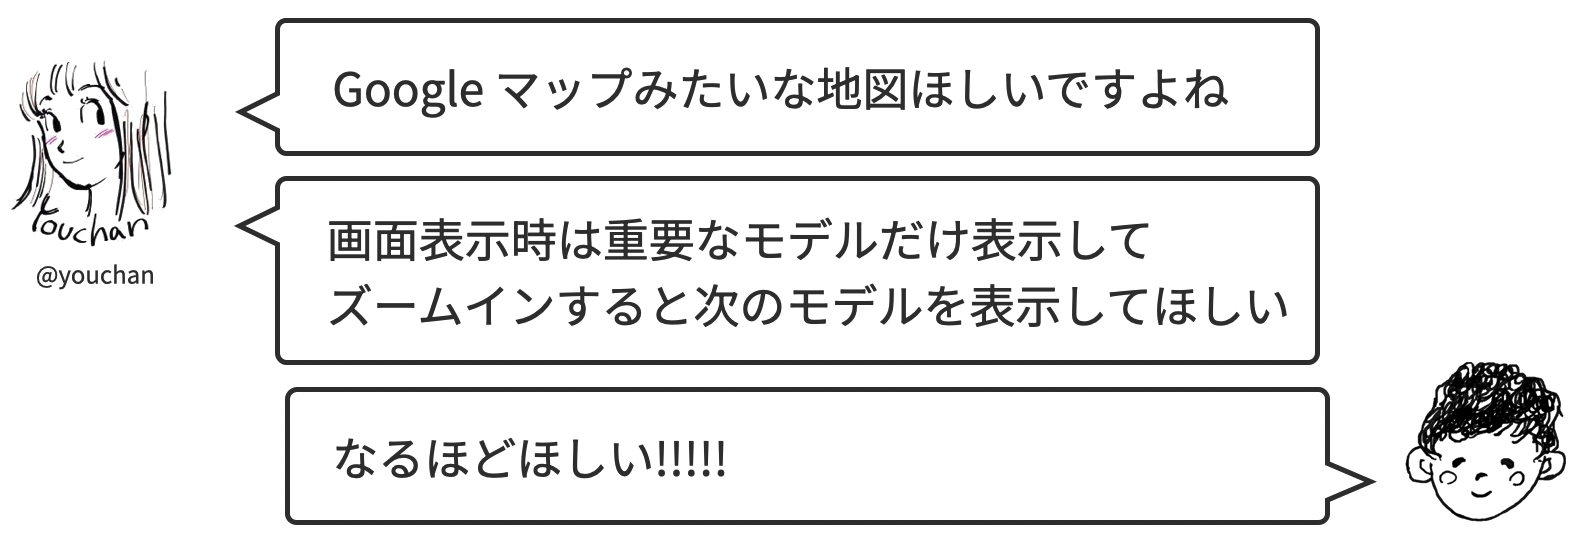 Google マップみたいな地図ほしいですよね
画面表示時は重要なモデルだけ表示して
ズームインすると次のモデルを表示してほしい
Youchan
@youchan
なるほどほしい!!!!!